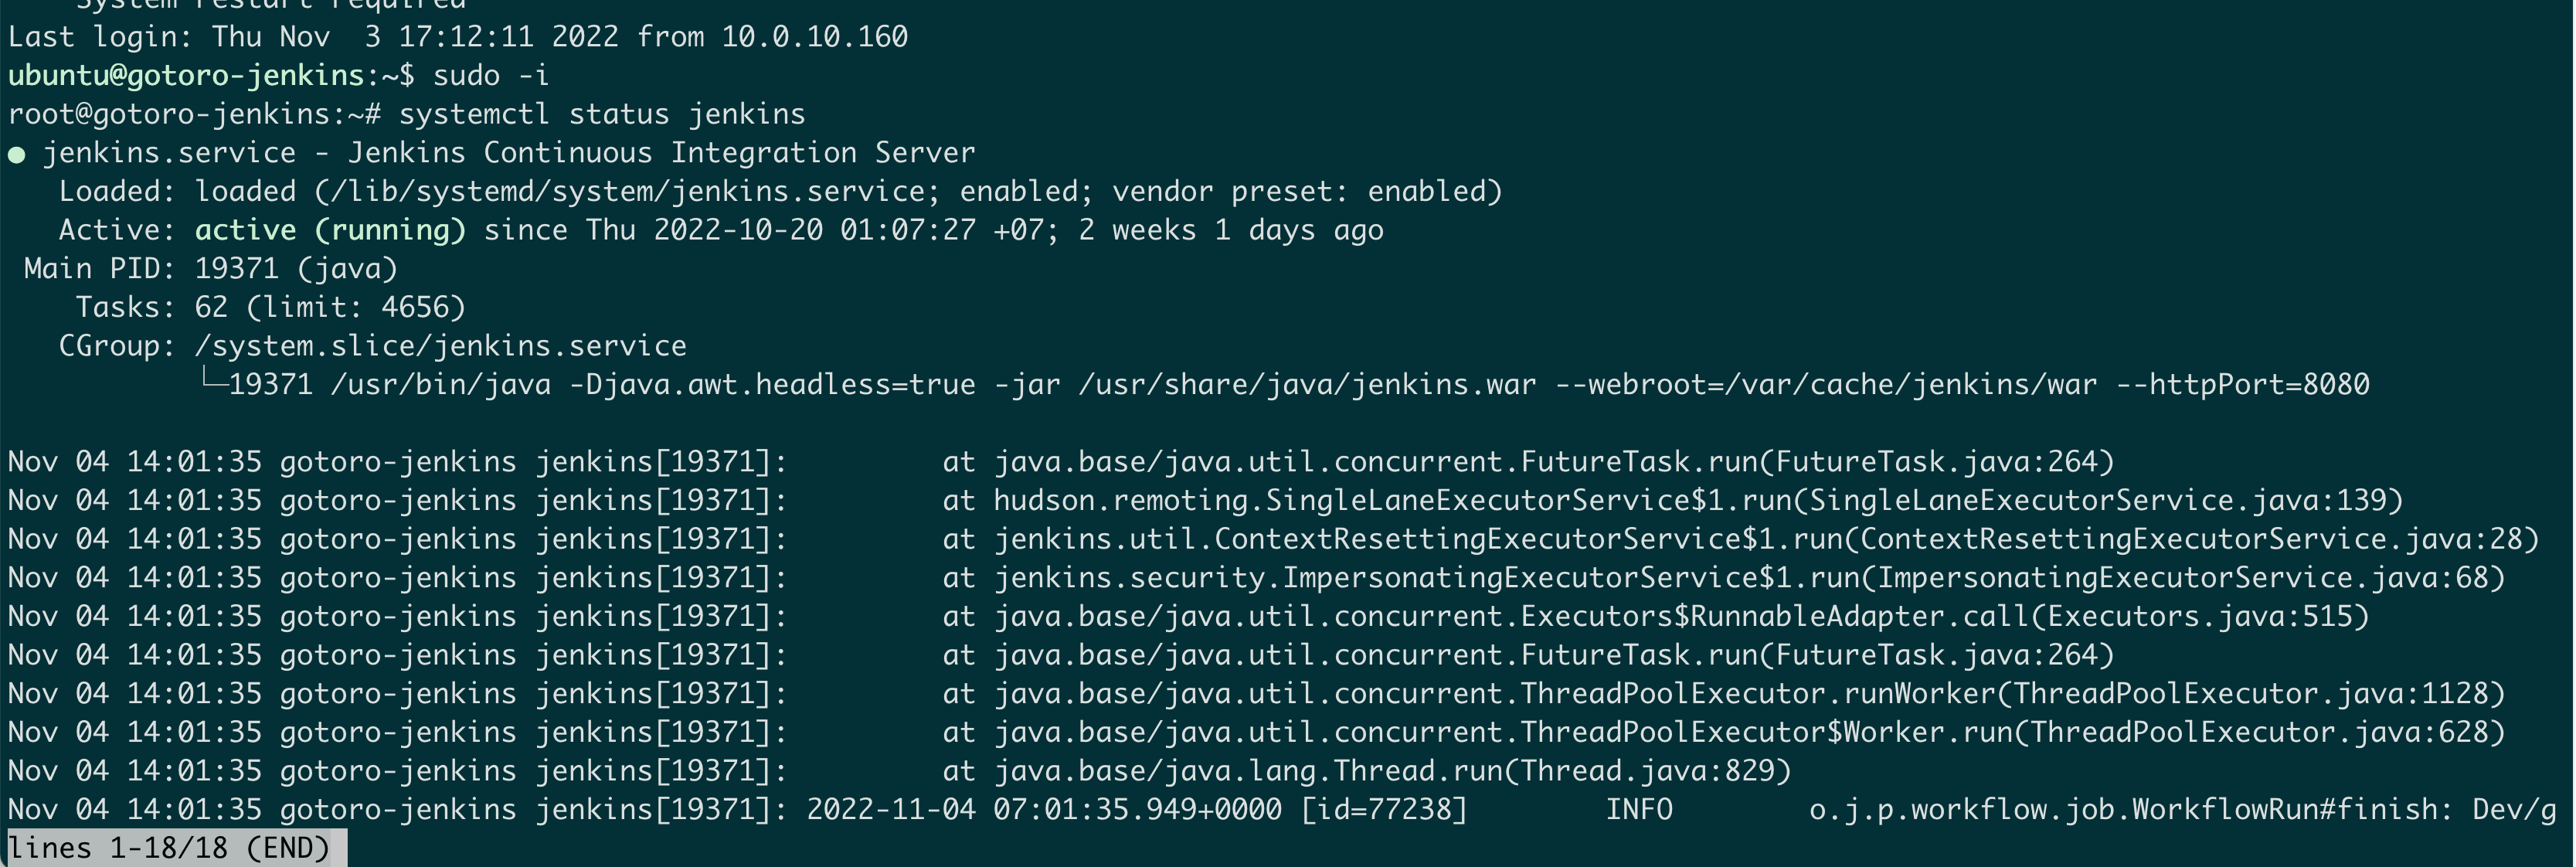 System restart required
Last login: Thu Nov  3 17:12:11 2022 from 10.0.10.160
ubuntu@gotoro-jenkins:~$ sudo -i
root@gotoro-jenkins:~# systemctl status jenkins
● jenkins.service - Jenkins Continuous Integration Server
   Loaded: loaded (/lib/systemd/system/jenkins.service; enabled; vendor preset: enabled)
   Active: active (running) since Thu 2022-10-20 01:07:27 +07; 2 weeks 1 days ago
 Main PID: 19371 (java)
    Tasks: 62 (limit: 4656)
   CGroup: /system.slice/jenkins.service
           └─19371 /usr/bin/java -Djava.awt.headless=true -jar /usr/share/java/jenkins.war --webroot=/var/cache/jenkins/war --httpPort=8080
Nov 04 14:01:35 gotoro-jenkins jenkins[19371]:         at java.base/java.util.concurrent.FutureTask.run(FutureTask.java:264)
Nov 04 14:01:35 gotoro-jenkins jenkins[19371]:         at hudson.remoting.SingleLaneExecutorService$1.run(SingleLaneExecutorService.java:139)
Nov 04 14:01:35 gotoro-jenkins jenkins[19371]:         at jenkins.util.ContextResettingExecutorService$1.run(ContextResettingExecutorService.java:28)
Nov 04 14:01:35 gotoro-jenkins jenkins[19371]:         at jenkins.security.ImpersonatingExecutorService$1.run(ImpersonatingExecutorService.java:68)
Nov 04 14:01:35 gotoro-jenkins jenkins[19371]:         at java.base/java.util.concurrent.Executors$RunnableAdapter.call(Executors.java:515)
Nov 04 14:01:35 gotoro-jenkins jenkins[19371]:         at java.base/java.util.concurrent.FutureTask.run(FutureTask.java:264)
Nov 04 14:01:35 gotoro-jenkins jenkins[19371]:         at java.base/java.util.concurrent.ThreadPoolExecutor.runWorker(ThreadPoolExecutor.java:1128)
Nov 04 14:01:35 gotoro-jenkins jenkins[19371]:         at java.base/java.util.concurrent.ThreadPoolExecutor$Worker.run(ThreadPoolExecutor.java:628)
Nov 04 14:01:35 gotoro-jenkins jenkins[19371]:         at java.base/java.lang.Thread.run(Thread.java:829)
Nov 04 14:01:35 gotoro-jenkins jenkins[19371]: 2022-11-04 07:01:35.949+0000 [id=77238]        INFO        o.j.p.workflow.job.WorkflowRun#finish: Dev/g
lines 1-18/18 (END)